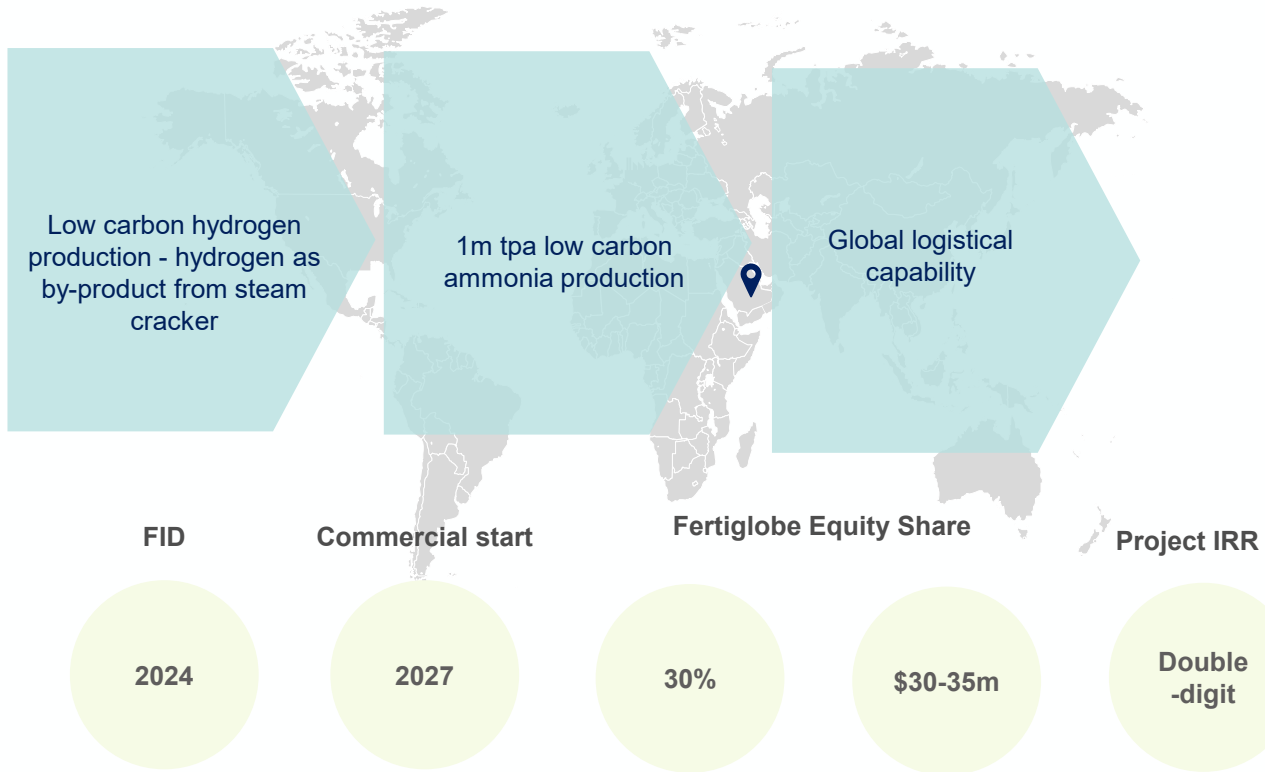 Low carbon hydrogen
production - hydrogen as
by-product from steam
cracker
1m tpa low carbon
ammonia production
Global logistical
capability
FID
Commercial start
Fertiglobe Equity Share
Project IRR
2024
2027
30%
$30-35m
Double
-digit